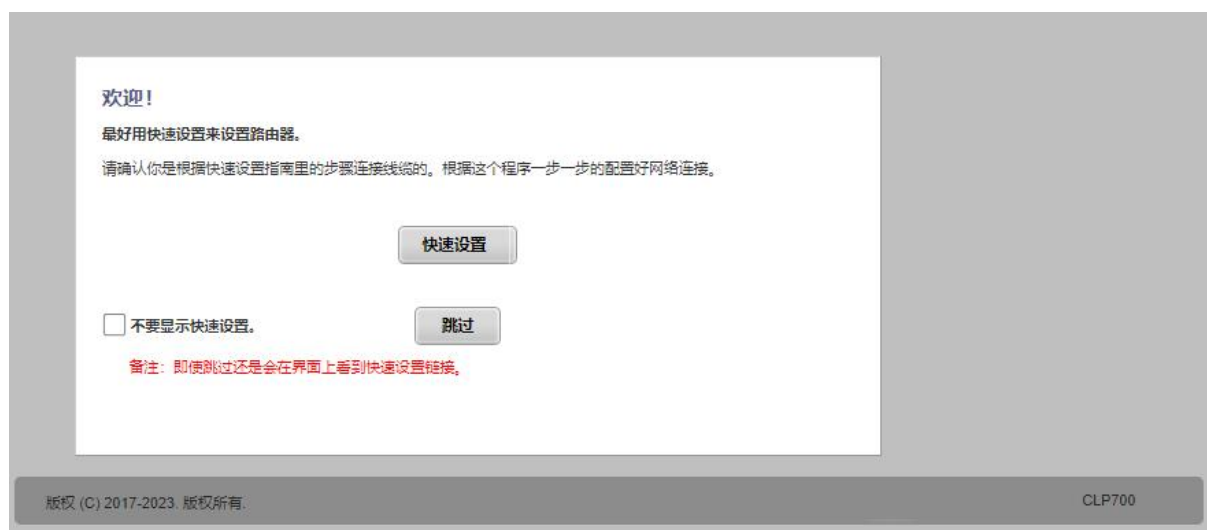 欢迎！
最好用快速设置来设置路由器。
请确认你是根据快速设置指南里的步骤连接线缆的。根据这个程序一步一步的配置好网络连接。
快速设置
不要显示快速设置。
跳过
备注：即使跳过还是会在界面上看到快速设置链接。
版权 (C) 2017-2023. 版权所有.
CLP700